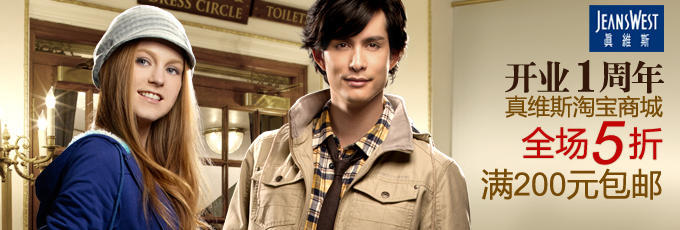 RESS CIRCLE
TOILETS
JEANSWEST
真維斯
开业1周年
真维斯淘宝商城
全场5折
满200元包邮